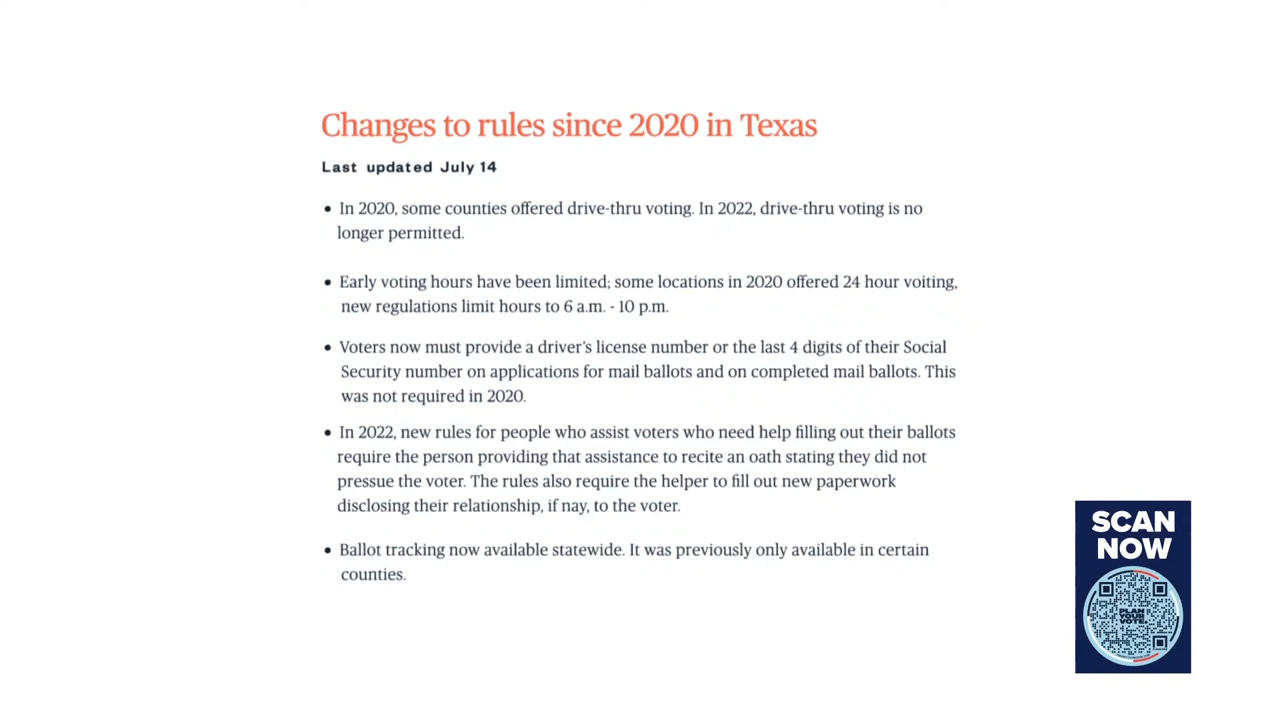 Changes to rules since 2020 in Texas
Last updated July 14
• In 2020, some counties offered drive-thru voting. In 2022, drive-thru voting is no
longer permitted.
• Early voting hours have been limited; some locations in 2020 offered 24 hour voiting,
new regulations limit hours to 6 a.m. - 10 p.m.
• Voters now must provide a driver's license number or the last 4 digits of their Social
Security number on applications for mail ballots and on completed mail ballots. This
was not required in 2020.
• In 2022, new rules for people who assist voters who need help filling out their ballots
require the person providing that assistance to recite an oath stating they did not
pressue the voter. The rules also require the helper to fill out new paperwork
disclosing their relationship, if nay, to the voter.
• Ballot tracking now available statewide. It was previously only available in certain
counties.
SCAN
NOW
PLAN
YOUR
VOTE.